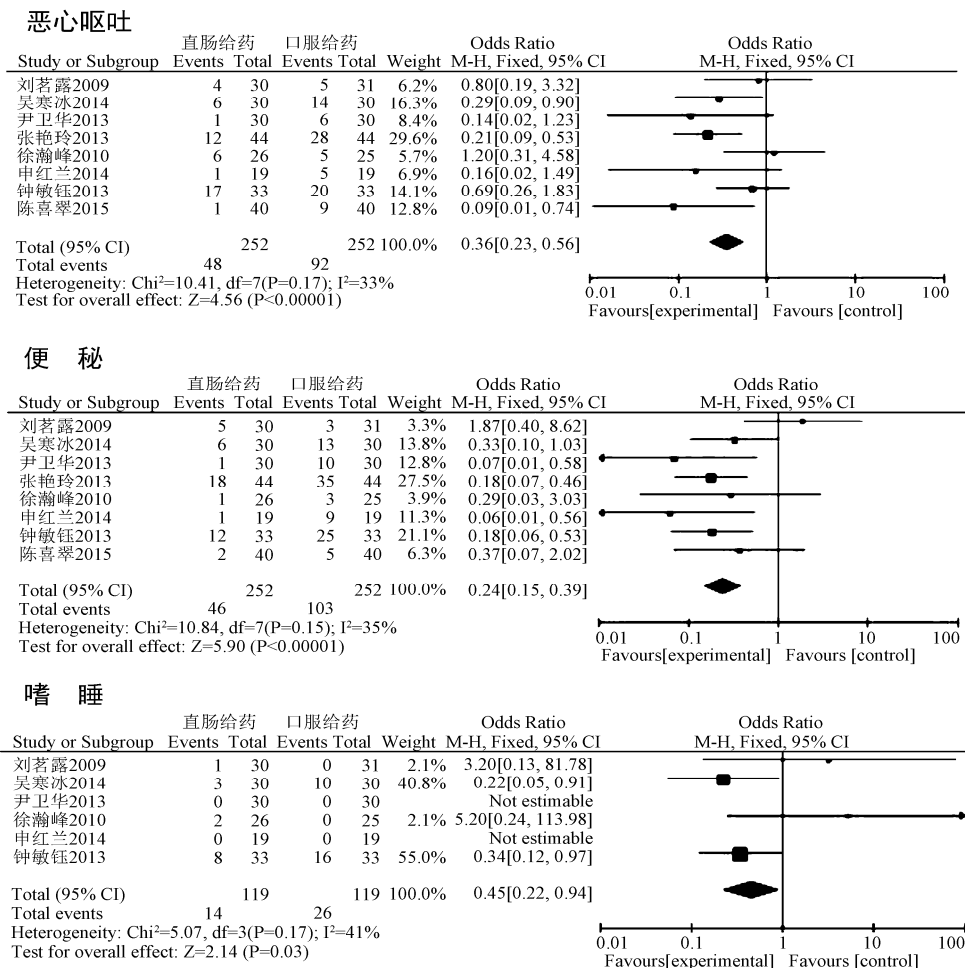 恶心呕吐
直肠给药 口服给药 Odds Ratio Odds Ratio
Study or Subgroup Events Total Events Total Weight M-H, Fixed, 95% CI M-H, Fixed, 95% CI
刘茗露2009 4 30 5 31 6.2% 0.80[0.19, 3.32]
吴寒冰2014 6 30 14 30 16.3% 0.29[0.09, 0.90]
尹卫华2013 1 30 6 30 8.4% 0.14[0.02, 1.23]
张艳玲2013 12 44 28 44 29.6% 0.21[0.09, 0.53]
徐瀚峰2010 6 26 5 25 5.7% 1.20[0.31, 4.58]
申红兰2014 1 19 5 19 6.9% 0.16[0.02, 1.49]
钟敏钰2013 17 33 20 33 14.1% 0.69[0.26, 1.83]
陈喜翠2015 1 40 9 40 12.8% 0.09[0.01, 0.74]
Total (95% CI) 252 252 100.0% 0.36[0.23, 0.56]
Total events 48 92
Heterogeneity: Chi²=10.41, df=7(P=0.17); I²=33%
Test for overall effect: Z=4.56 (P<0.00001)
0.01 0.1 1 10 100
Favours[experimental] Favours [control]
便 秘
直肠给药 口服给药 Odds Ratio Odds Ratio
Study or Subgroup Events Total Events Total Weight M-H, Fixed, 95% CI M-H, Fixed, 95% CI
刘茗露2009 5 30 3 31 3.3% 1.87[0.40, 8.62]
吴寒冰2014 6 30 13 30 13.8% 0.33[0.10, 1.03]
尹卫华2013 1 30 10 30 12.8% 0.07[0.01, 0.58]
张艳玲2013 18 44 35 44 27.5% 0.18[0.07, 0.46]
徐瀚峰2010 1 26 3 25 3.9% 0.29[0.03, 3.03]
申红兰2014 1 19 9 19 11.3% 0.06[0.01, 0.56]
钟敏钰2013 12 33 25 33 21.1% 0.18[0.06, 0.53]
陈喜翠2015 2 40 5 40 6.3% 0.37[0.07, 2.02]
Total (95% CI) 252 252 100.0% 0.24[0.15, 0.39]
Total events 46 103
Heterogeneity: Chi²=10.84, df=7(P=0.15); I²=35%
Test for overall effect: Z=5.90 (P<0.00001)
0.01 0.1 1 10 100
Favours[experimental] Favours [control]
嗜 睡
直肠给药 口服给药 Odds Ratio Odds Ratio
Study or Subgroup Events Total Events Total Weight M-H, Fixed, 95% CI M-H, Fixed, 95% CI
刘茗露2009 1 30 0 31 2.1% 3.20[0.13, 81.78]
吴寒冰2014 3 30 10 30 40.8% 0.22[0.05, 0.91]
尹卫华2013 0 30 0 30 Not estimable
徐瀚峰2010 2 26 0 25 2.1% 5.20[0.24, 113.98]
申红兰2014 0 19 0 19 Not estimable
钟敏钰2013 8 33 16 33 55.0% 0.34[0.12, 0.97]
Total (95% CI) 119 119 100.0% 0.45[0.22, 0.94]
Total events 14 26
Heterogeneity: Chi²=5.07, df=3(P=0.17); I²=41%
Test for overall effect: Z=2.14 (P=0.03)
0.01 0.1 1 10 100
Favours[experimental] Favours [control]